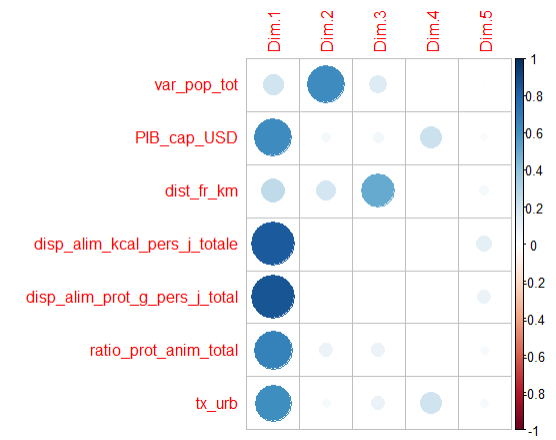 Dim.1 Dim.2 Dim.3 Dim.4 Dim.5
var_pop_tot
PIB_cap_USD
dist_fr_km
disp_alim_kcal_pers_j_totale
disp_alim_prot_g_pers_j_total
ratio_prot_anim_total
tx_urb
1
0.8
0.6
0.4
0.2
0
-0.2
-0.4
-0.6
-0.8
-1